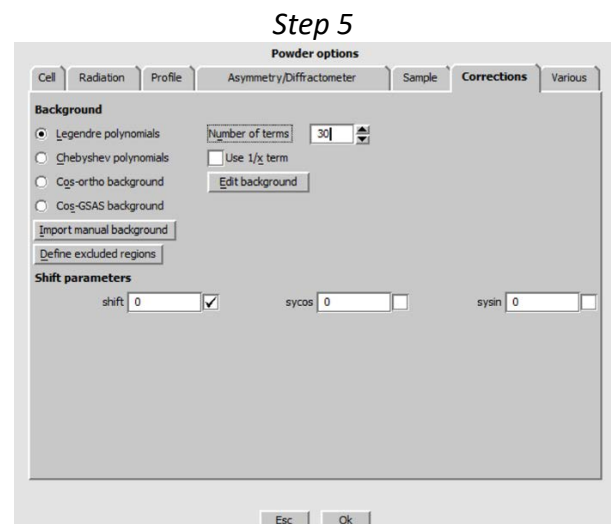 Step 5
Powder options
Cell Radiation Profile Asymmetry/Diffractometer Sample Corrections Various
Background
Legendre polynomials Number of terms 30
Chebyshev polynomials Use 1/x term
Cos-ortho background Edit background
Cos-GSAS background
Import manual background
Define excluded regions
Shift parameters
shift 0 sycos 0 sysin 0
Esc Ok